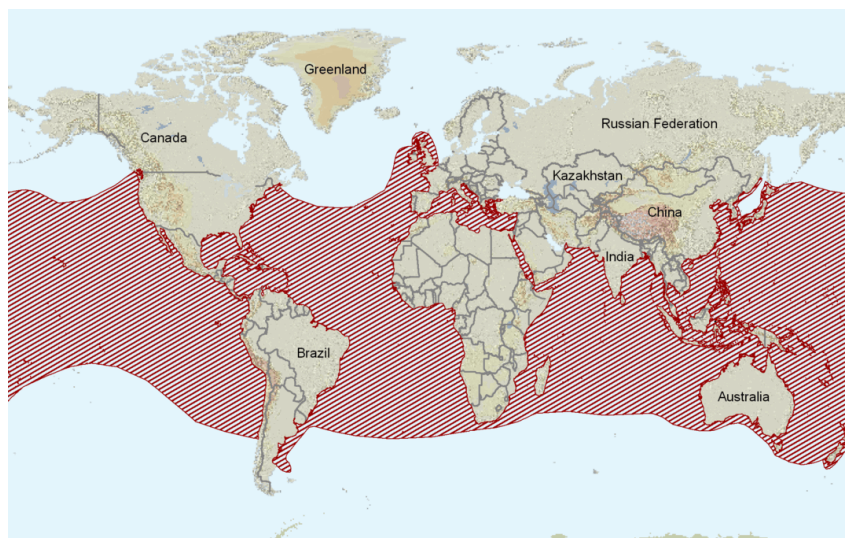 Greenland
Canada
Russian Federation
Kazakhstan
China
India
Brazil
Australia